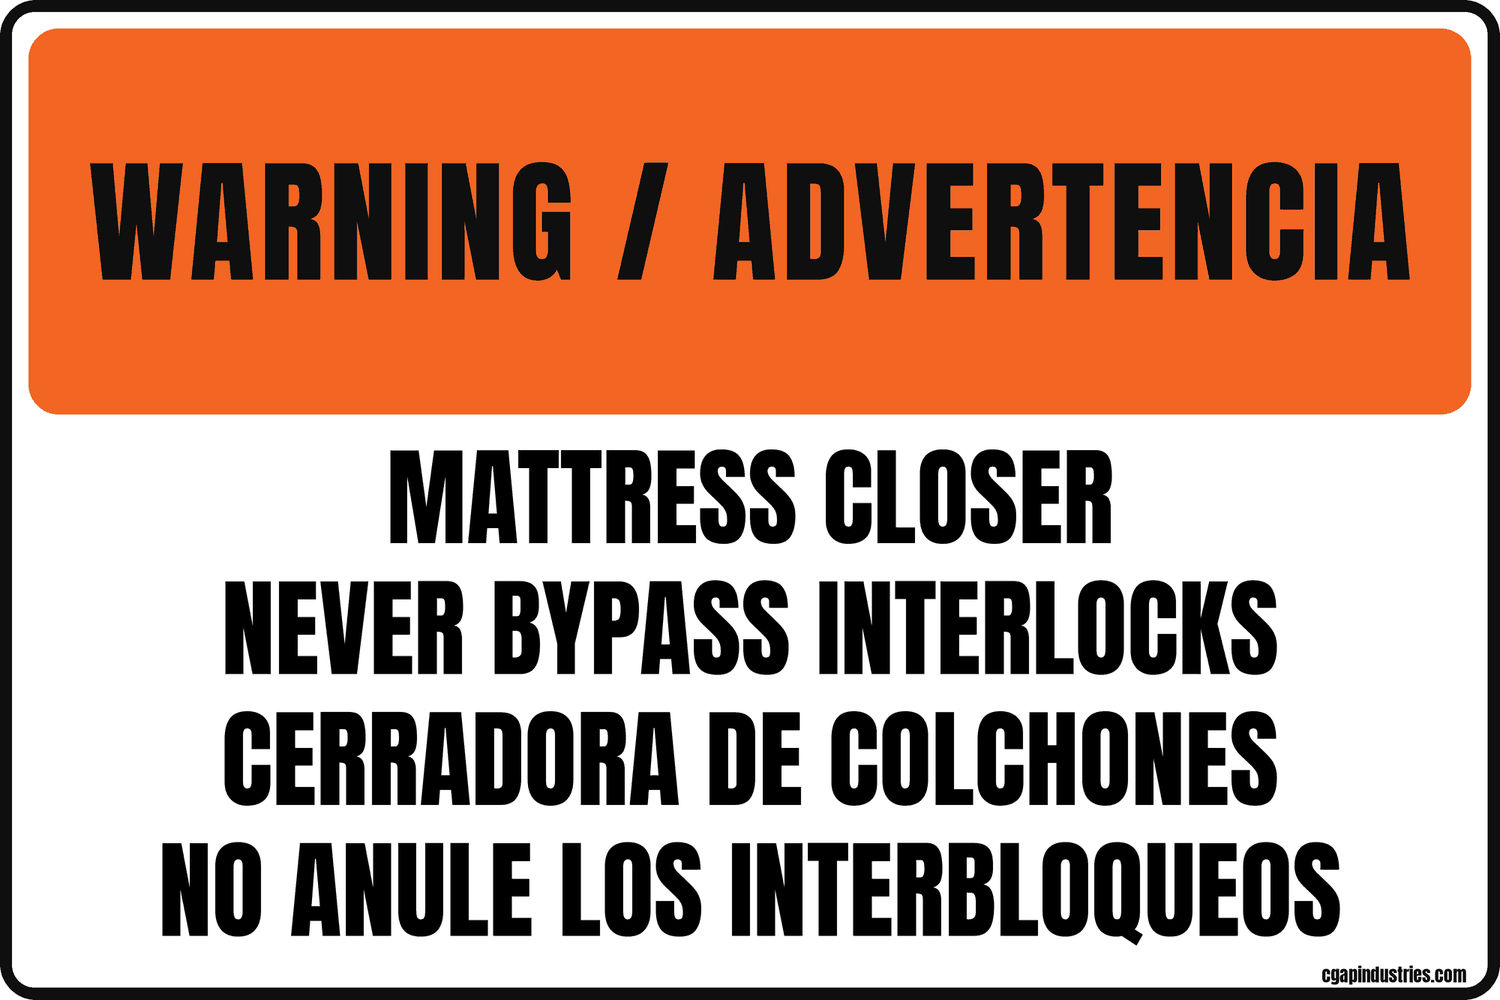 WARNING / ADVERTENCIA
MATTRESS CLOSER
NEVER BYPASS INTERLOCKS
CERRADORA DE COLCHONES
NO ANULE LOS INTERBLOQUEOS
cgapindustries.com